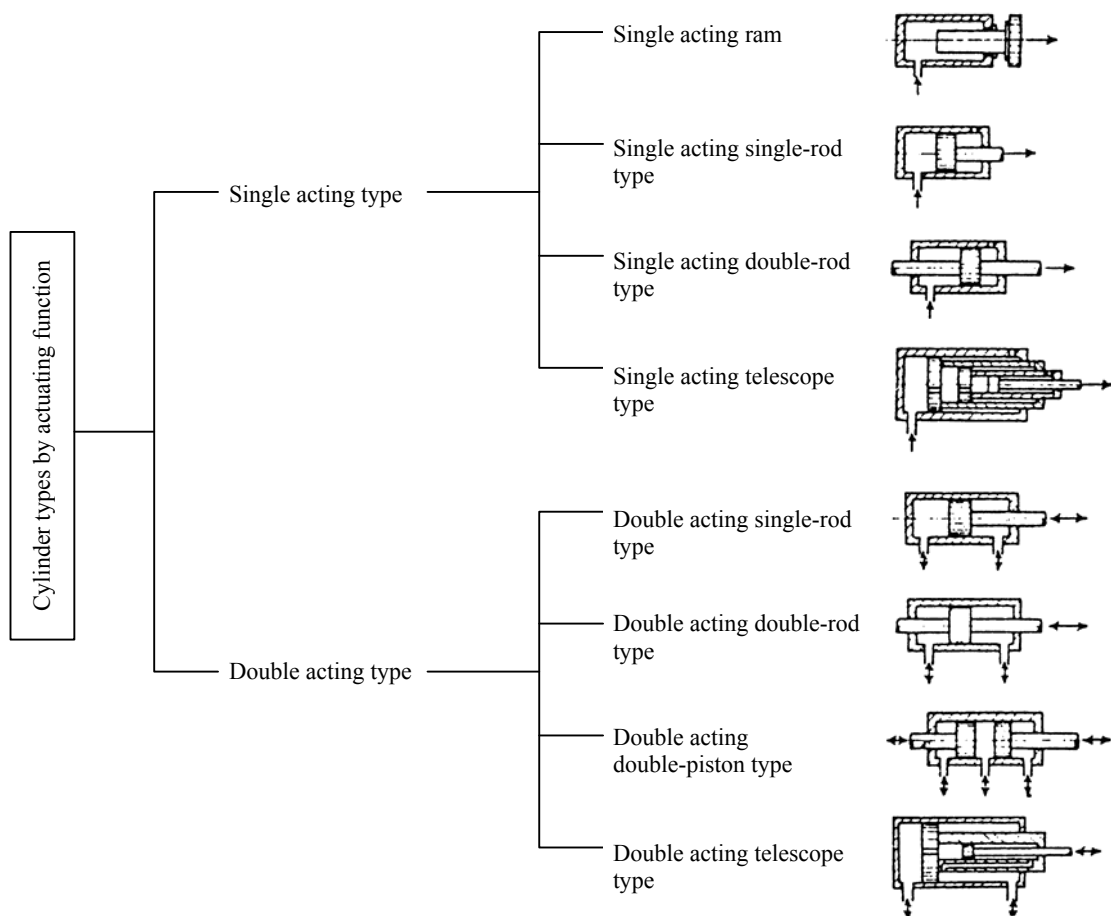 Cylinder types by actuating function
Single acting type
Single acting ram
Single acting single-rod
type
Single acting double-rod
type
Single acting telescope
type
Double acting type
Double acting single-rod
type
Double acting double-rod
type
Double acting
double-piston type
Double acting telescope
type